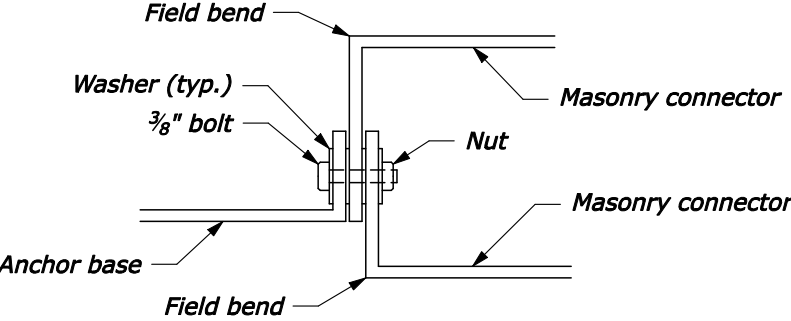 Field bend
Washer (typ.)
Masonry connector
⅜" bolt
Nut
Masonry connector
Anchor base
Field bend